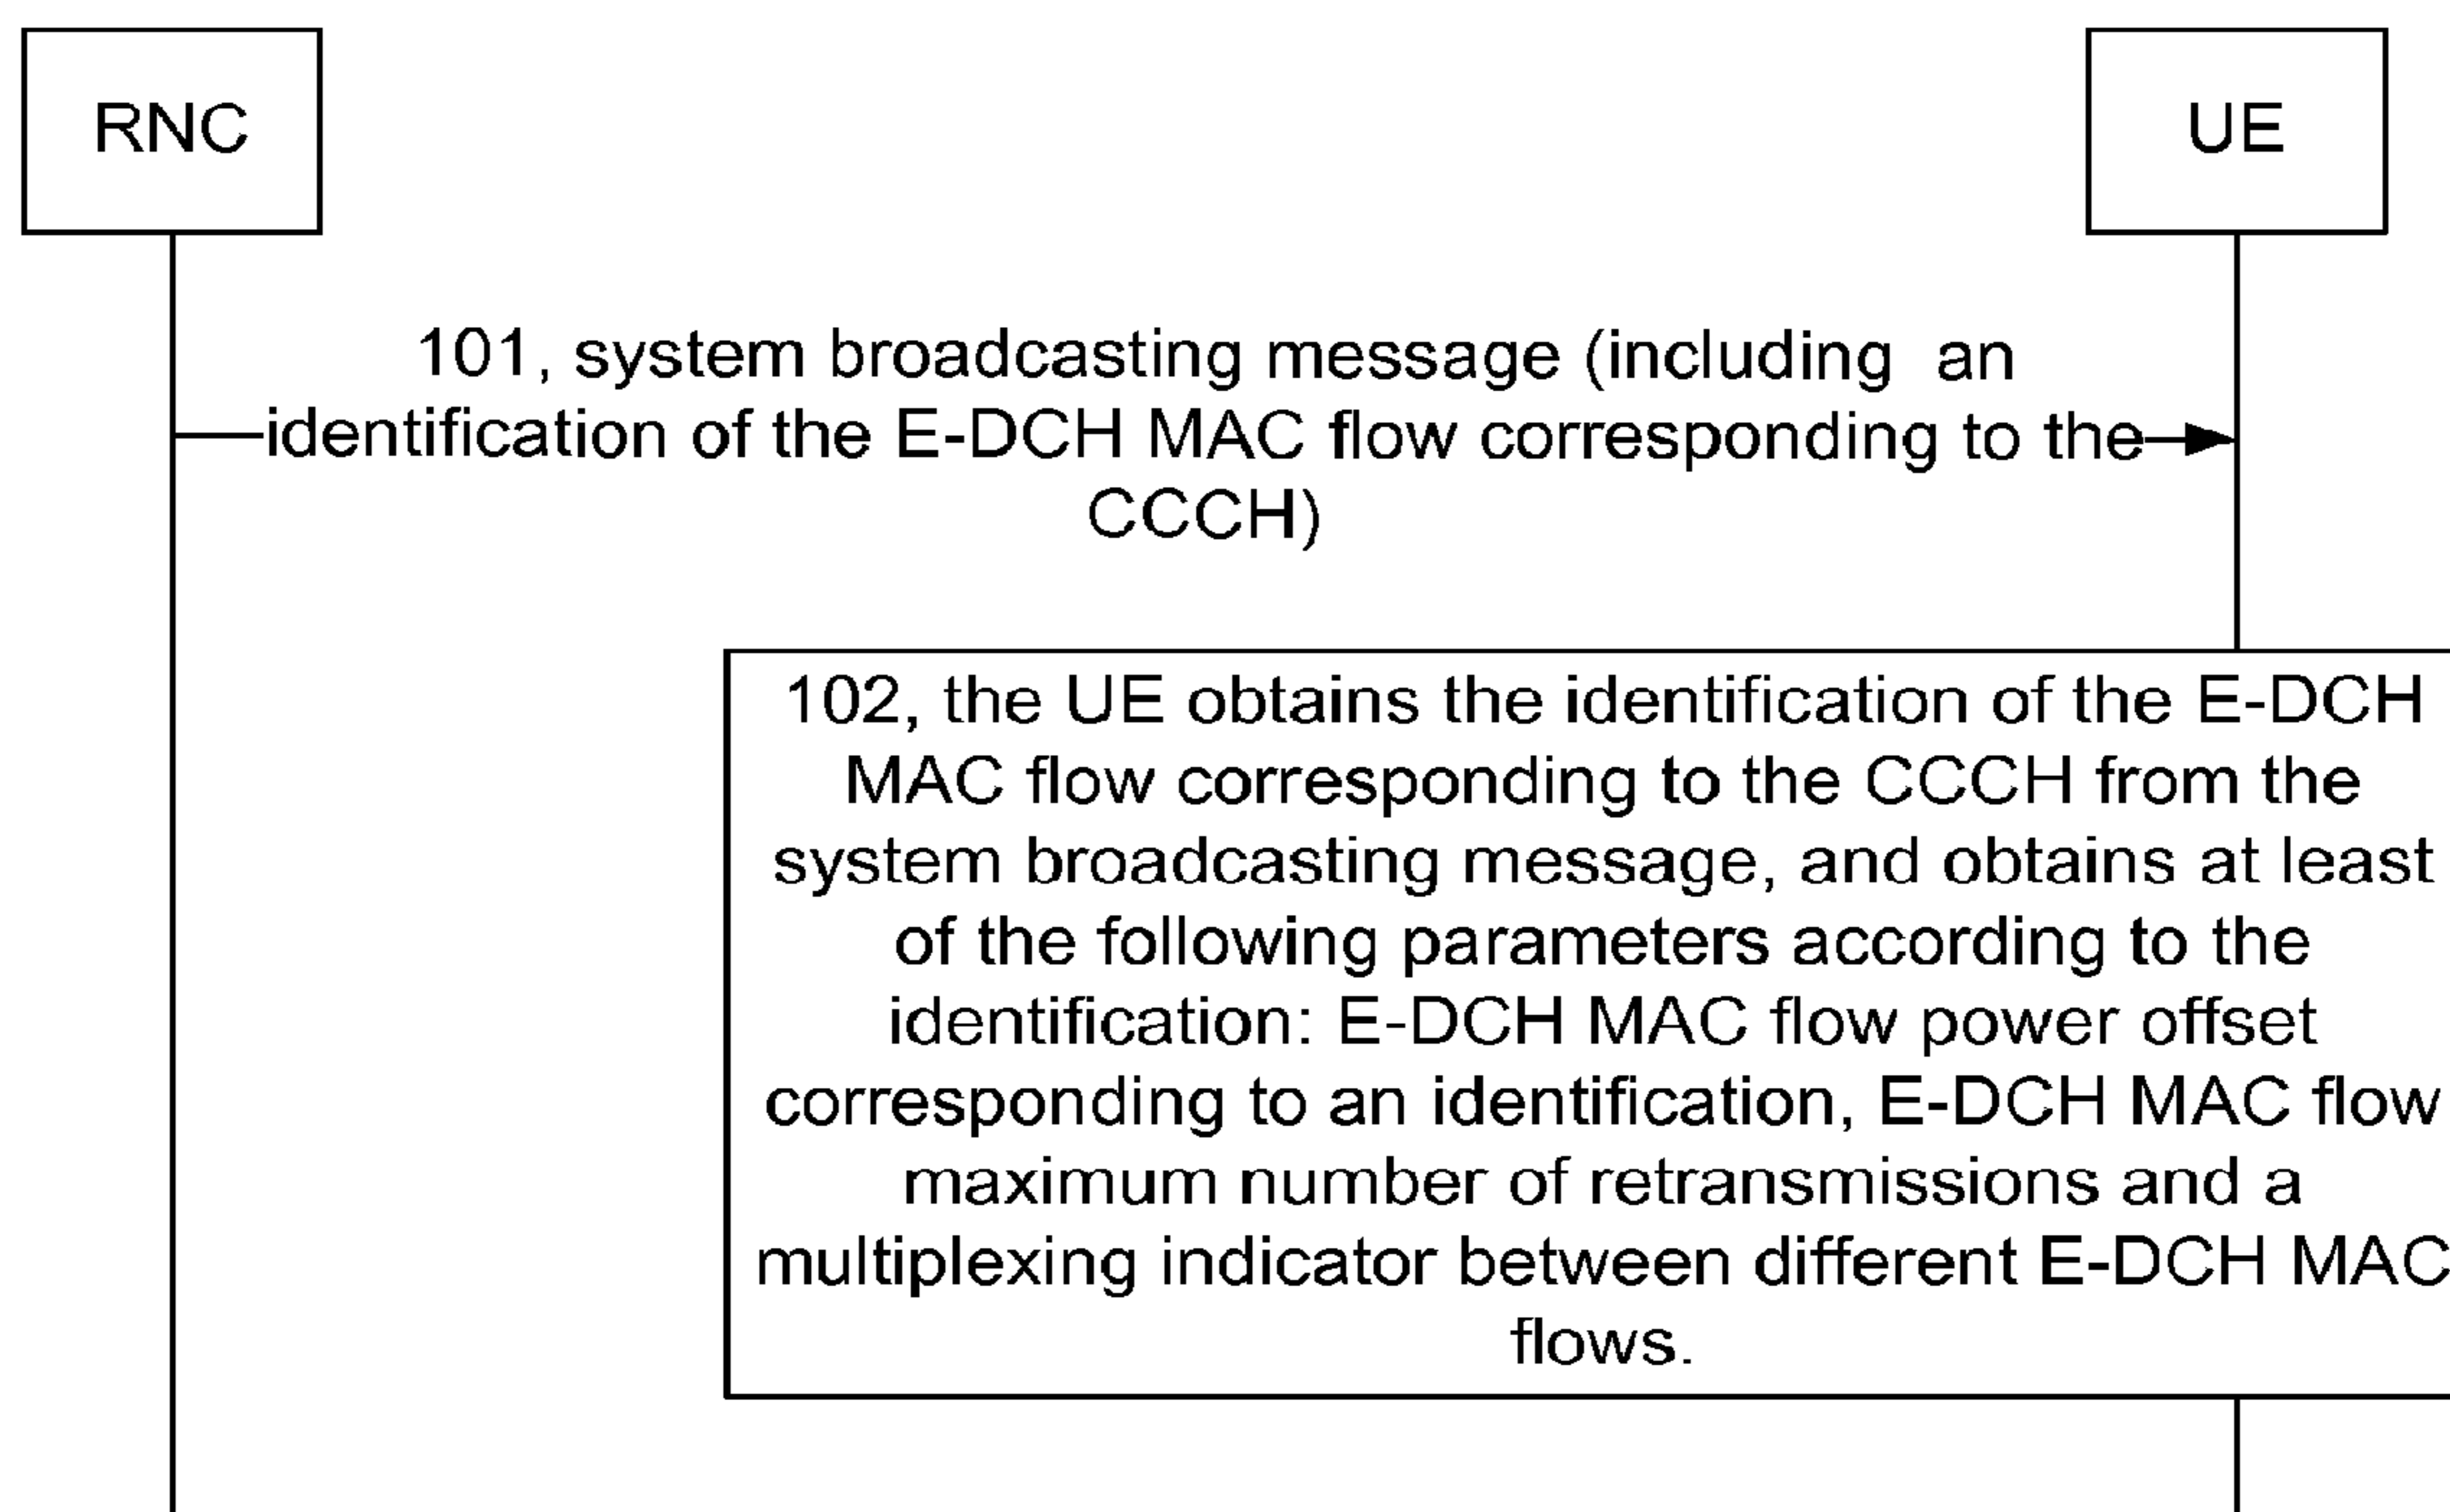 RNC
UE
101, system broadcasting message (including an
identification of the E-DCH MAC flow corresponding to the
CCCH)
102, the UE obtains the identification of the E-DCH
MAC flow corresponding to the CCCH from the
system broadcasting message, and obtains at least
of the following parameters according to the
identification: E-DCH MAC flow power offset
corresponding to an identification, E-DCH MAC flow
maximum number of retransmissions and a
multiplexing indicator between different E-DCH MAC
flows.